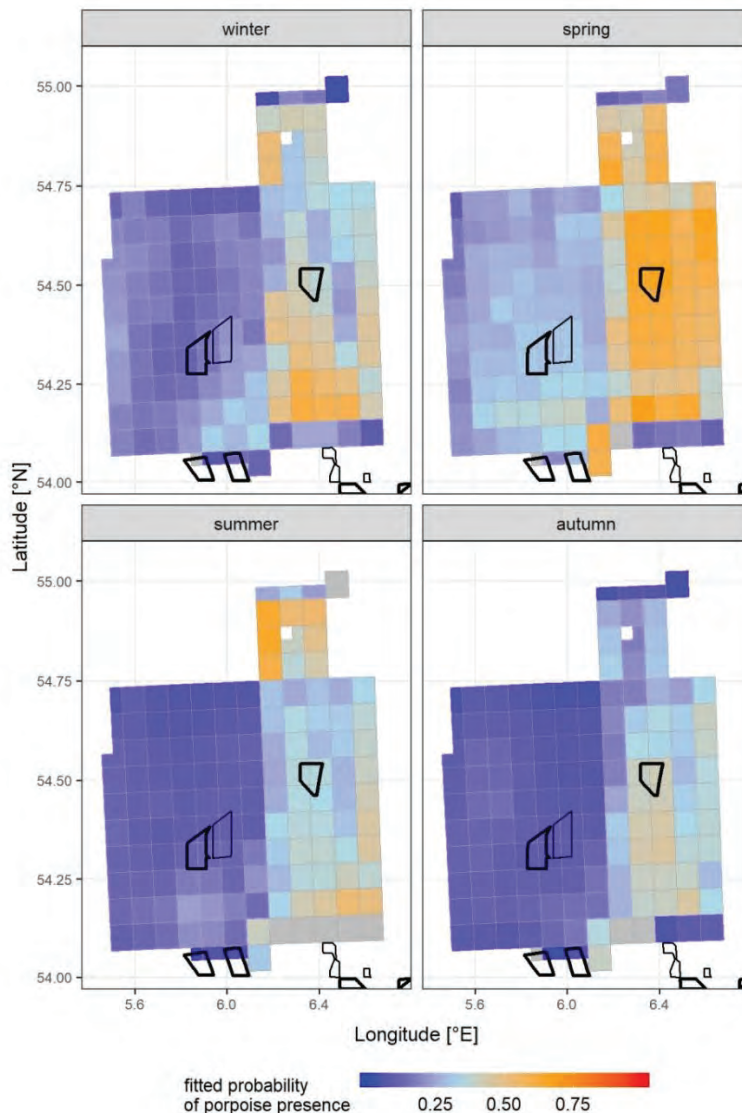 winter
spring
55.00
54.75
54.50
54.25
54.00
Latitude [°N]
summer
autumn
55.00
54.75
54.50
54.25
54.00
5.6
6.0
6.4
5.6
6.0
6.4
Longitude [°E]
fitted probability
of porpoise presence
0.25
0.50
0.75